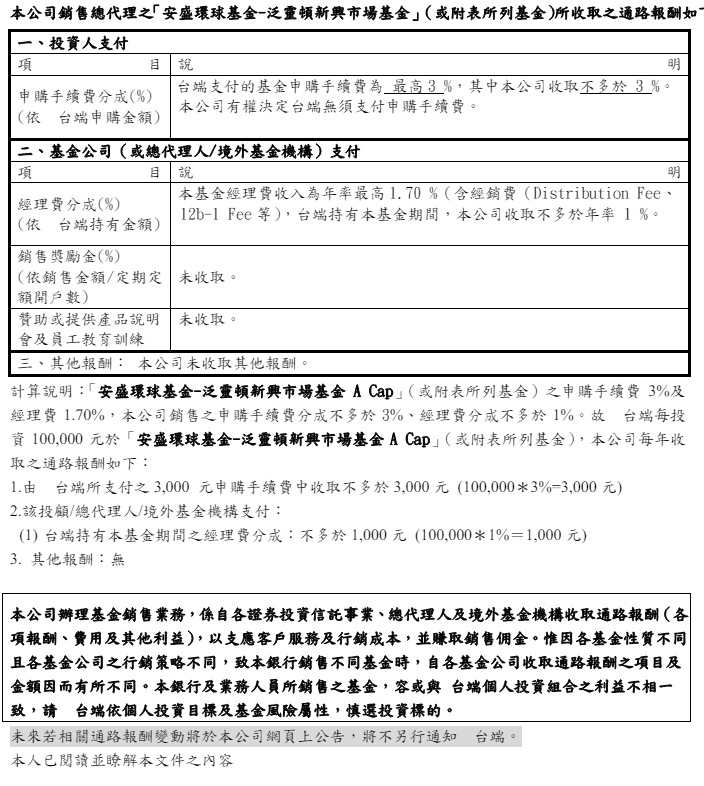 本公司銷售總代理之「安盛環球基金-泛靈頓新興市場基金」(或附表所列基金)所收取之通路報酬如下
一、投資人支付
項 目 說 明
申購手續費分成(%)
(依 台端申購金額)
台端支付的基金申購手續費為 最高 3 %，其中本公司收取不多於 3 %。
本公司有權決定台端無須支付申購手續費。
二、基金公司（或總代理人/境外基金機構）支付
項 目 說 明
經理費分成(%)
(依 台端持有金額)
本基金經理費收入為年率最高 1.70 %（含經銷費（Distribution Fee、
12b-1 Fee 等），台端持有本基金期間，本公司收取不多於年率 1 %。
銷售獎勵金(%)
(依銷售金額/定期定
額開戶數)
未收取。
贊助或提供產品說明
會及員工教育訓練
未收取。
三、其他報酬： 本公司未收取其他報酬。
計算說明：「安盛環球基金-泛靈頓新興市場基金 A Cap」（或附表所列基金）之申購手續費 3%及
經理費 1.70%，本公司銷售之申購手續費分成不多於 3%、經理費分成不多於 1%。故 台端每投
資 100,000 元於「安盛環球基金-泛靈頓新興市場基金 A Cap」（或附表所列基金），本公司每年收
取之通路報酬如下：
1.由 台端所支付之 3,000 元申購手續費中收取不多於 3,000 元 (100,000＊3%=3,000 元)
2.該投顧/總代理人/境外基金機構支付：
(1) 台端持有本基金期間之經理費分成：不多於 1,000 元 (100,000＊1%＝1,000 元)
3. 其他報酬：無
本公司辦理基金銷售業務，係自各證券投資信託事業、總代理人及境外基金機構收取通路報酬（各
項報酬、費用及其他利益），以支應客戶服務及行銷成本，並賺取銷售佣金。惟因各基金性質不同
且各基金公司之行銷策略不同，致本銀行銷售不同基金時，自各基金公司收取通路報酬之項目及
金額因而有所不同。本銀行及業務人員所銷售之基金，容或與 台端個人投資組合之利益不相一
致，請 台端依個人投資目標及基金風險屬性，慎選投資標的。
未來若相關通路報酬變動將於本公司網頁上公告，將不另行通知 台端。
本人已閱讀並瞭解本文件之內容